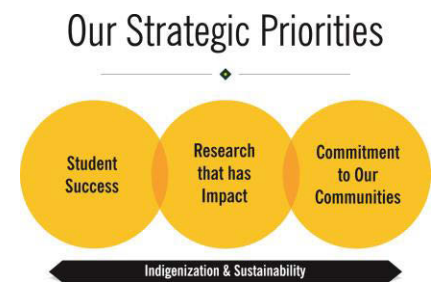 Our Strategic Priorities
Student
Success
Research
that has
Impact
Commitment
to Our
Communities
Indigenization & Sustainability